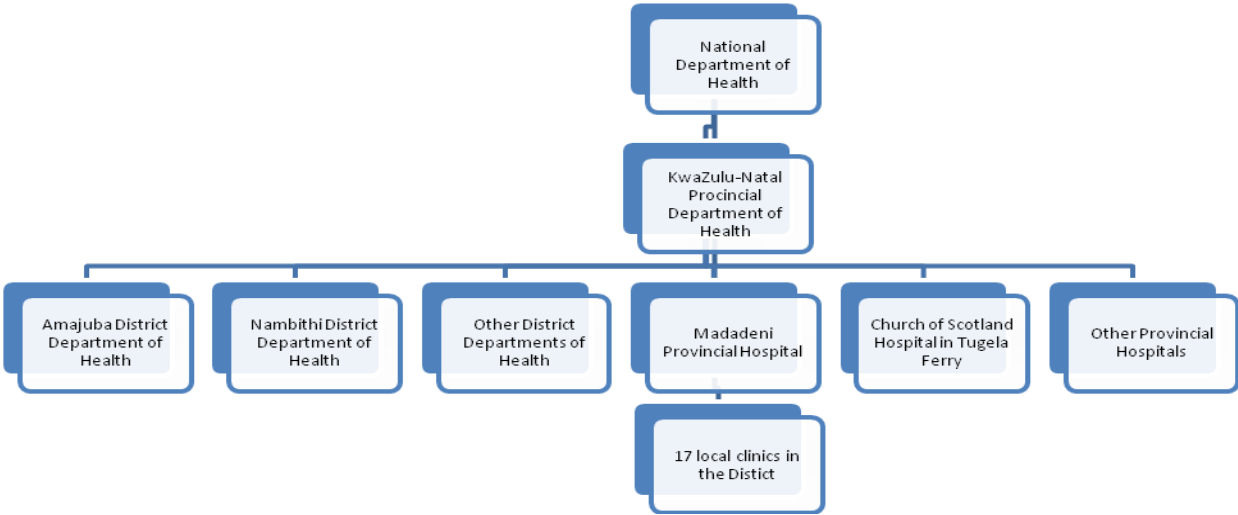 National
Department of
Health
KwaZulu-Natal
Procincial
Department of
Health
Amajuba District
Department of
Health
Nambithi District
Department of
Health
Other District
Departments of
Health
Madadeni
Provincial Hospital
Church of Scotland
Hospital in Tugela
Ferry
Other Provincial
Hospitals
17 local clinics in
the Distict